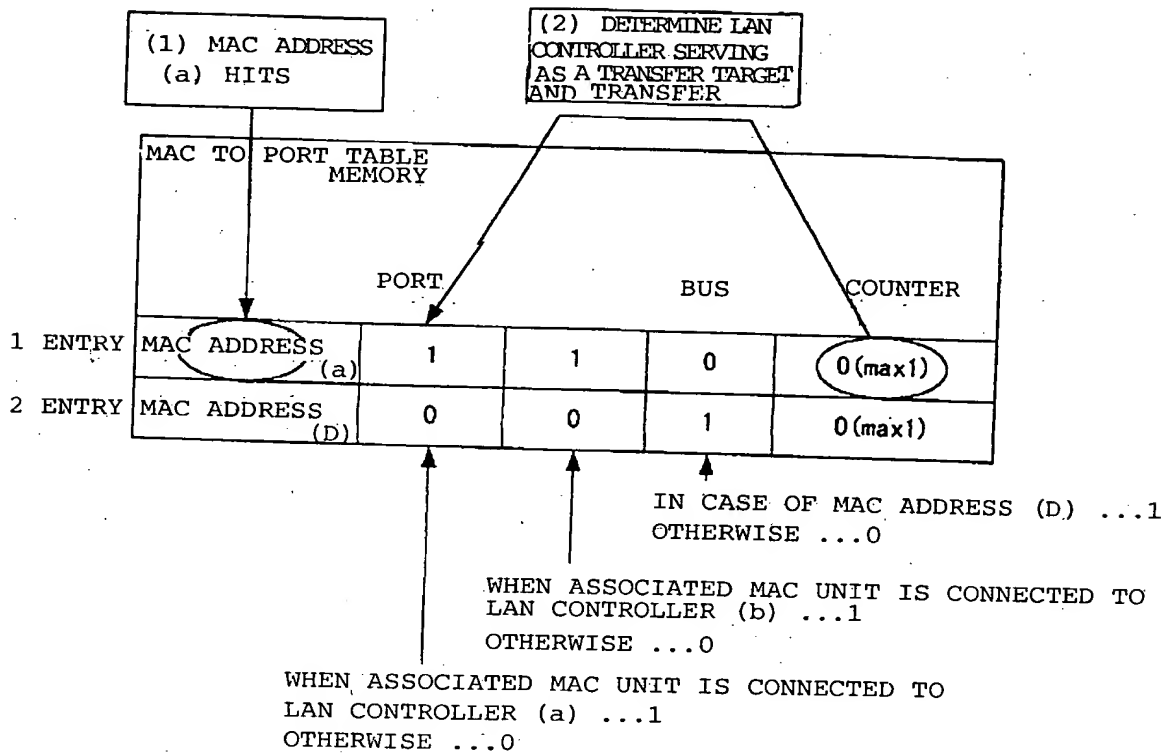 (1) MAC ADDRESS
(a) HITS
(2) DETERMINE LAN
CONTROLLER SERVING
AS A TRANSFER TARGET
AND TRANSFER
MAC TO PORT TABLE
MEMORY
PORT BUS COUNTER
1 ENTRY MAC ADDRESS (a) 1 1 0 0(max1)
2 ENTRY MAC ADDRESS (D) 0 0 1 0(max1)
IN CASE OF MAC ADDRESS (D) ...1
OTHERWISE ...0
WHEN ASSOCIATED MAC UNIT IS CONNECTED TO
LAN CONTROLLER (b) ...1
OTHERWISE ...0
WHEN ASSOCIATED MAC UNIT IS CONNECTED TO
LAN CONTROLLER (a) ...1
OTHERWISE ...0